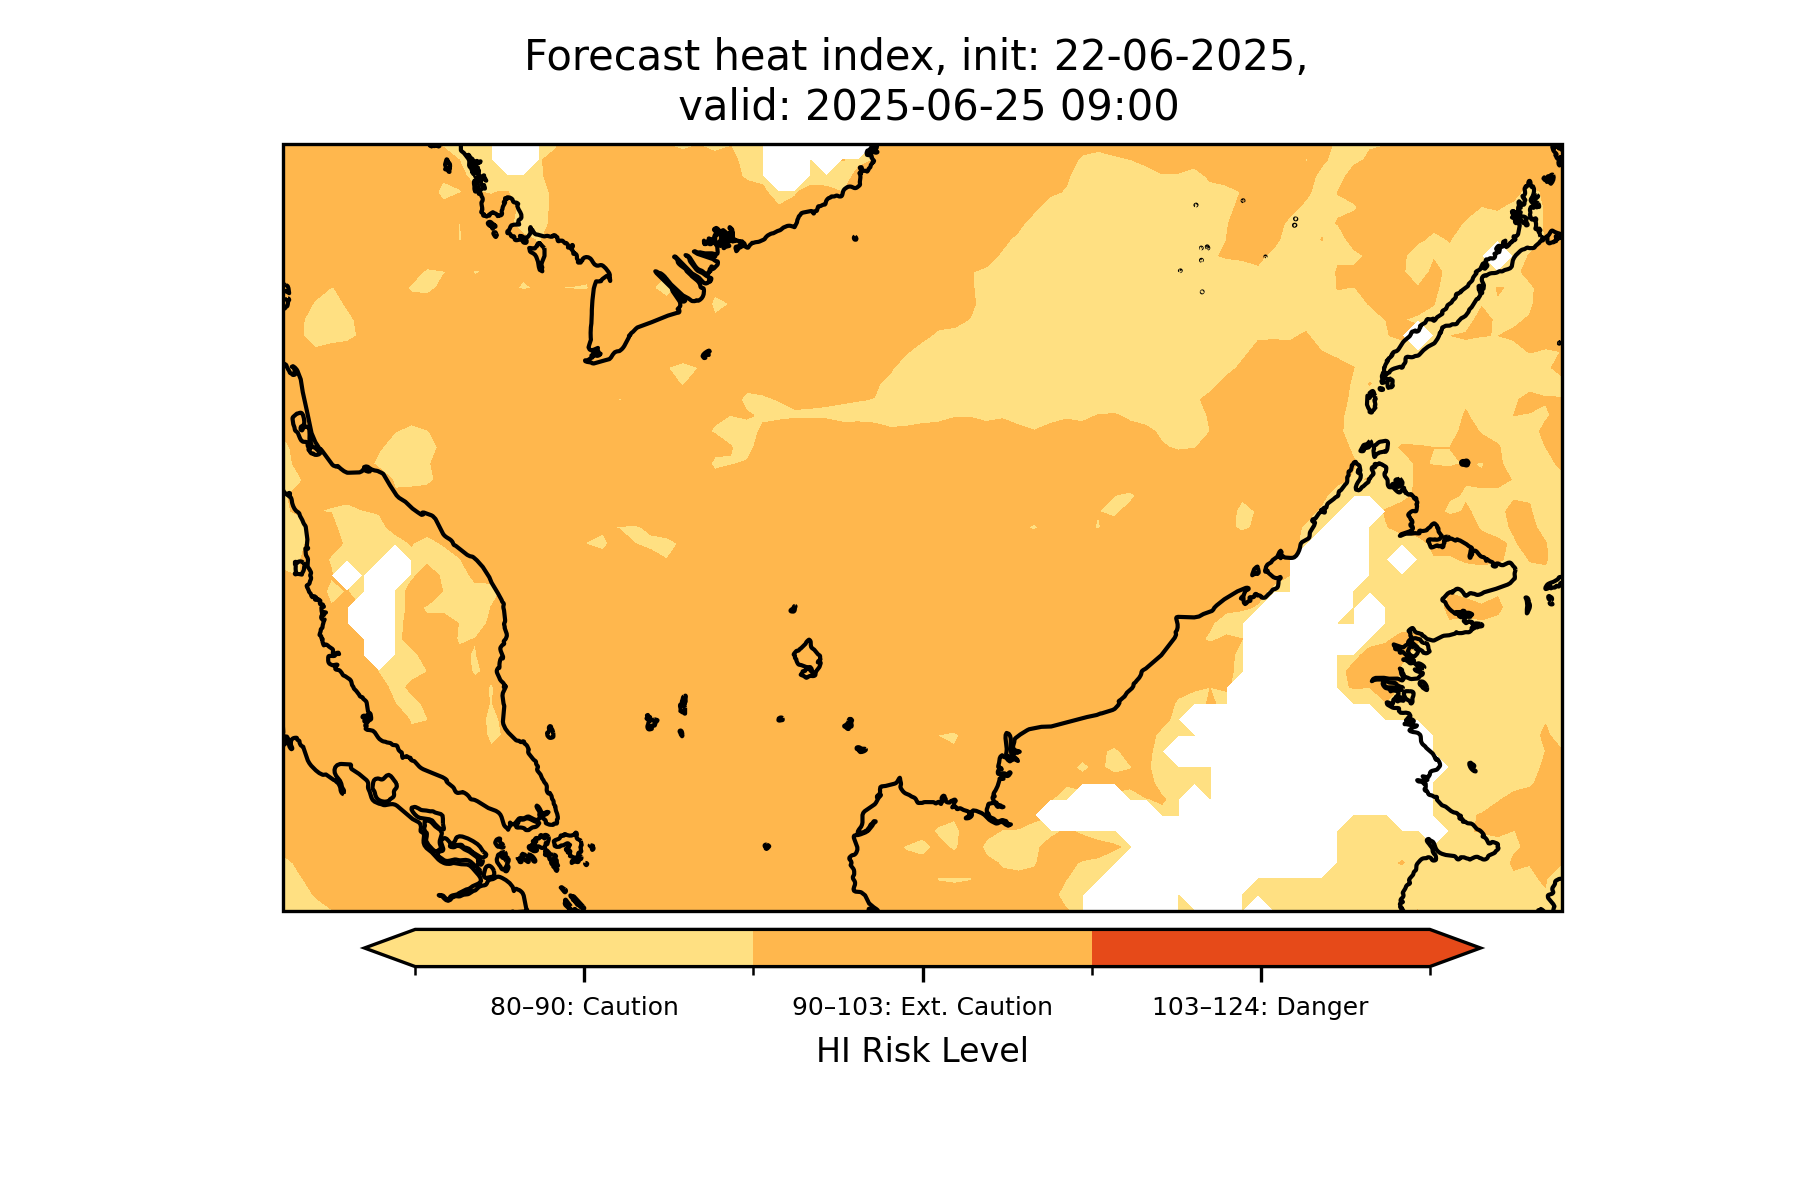 Forecast heat index, init: 22-06-2025,
valid: 2025-06-25 09:00
80–90: Caution
90–103: Ext. Caution
103–124: Danger
HI Risk Level